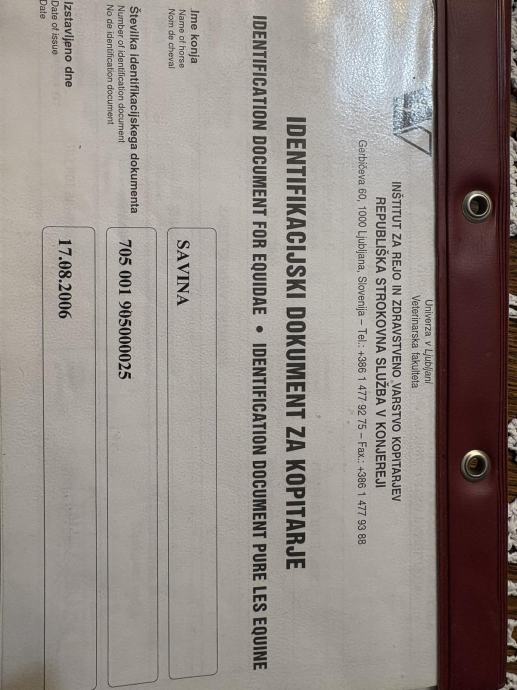 Univerza v Ljubljani
Veterinarska fakulteta
INŠTITUT ZA REJO IN ZDRAVSTVENO VARSTVO KOPITARJEV
REPUBLIŠKA STROKOVNA SLUŽBA V KONJEREJI
Gerbičeva 60, 1000 Ljubljana, Slovenija – Tel.: +386 1 477 92 75 – Fax.: +386 1 477 93 88
IDENTIFIKACIJSKI DOKUMENT ZA KOPITARJE
IDENTIFICATION DOCUMENT FOR EQUIDAE • IDENTIFICATION DOCUMENT PURE LES EQUINE
Ime konja
Name of horse
Nom de cheval
SAVINA
Številka identifikacijskega dokumenta
Number of identification document
No de identification document
705 001 905000025
Izstavljeno dne
Date of issue
Date
17.08.2006